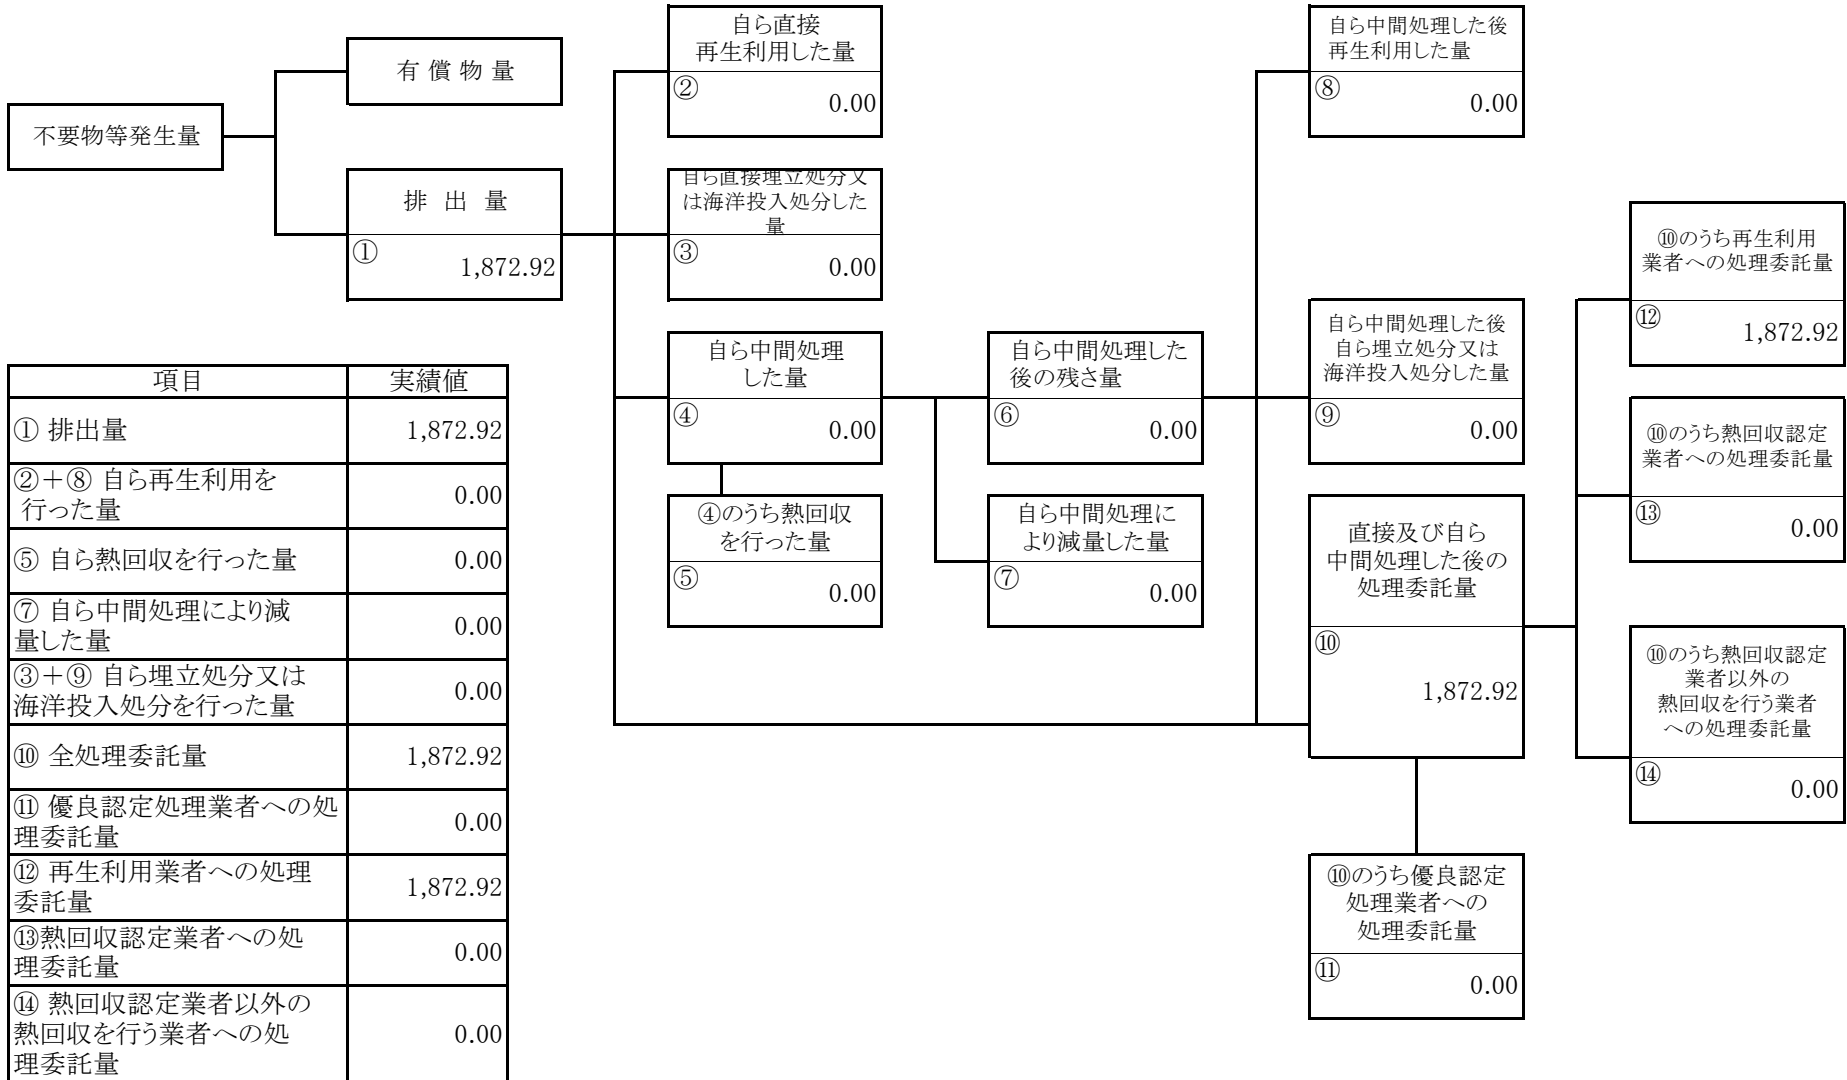 自ら直接
再生利用した量
②
0.00
自ら中間処理した後
再生利用した量
⑧
0.00
有 償 物 量
不要物等発生量
排 出 量
①
1,872.92
自ら直接埋立処分又
は海洋投入処分した
量
③
0.00
⑩のうち再生利用
業者への処理委託量
⑫
1,872.92
自ら中間処理
した量
④
0.00
自ら中間処理した
後の残さ量
⑥
0.00
自ら中間処理した後
自ら埋立処分又は
海洋投入処分した量
⑨
0.00
⑩のうち熱回収認定
業者への処理委託量
⑬
0.00
④のうち熱回収
を行った量
⑤
0.00
自ら中間処理に
より減量した量
⑦
0.00
直接及び自ら
中間処理した後の
処理委託量
⑩
1,872.92
⑩のうち熱回収認定
業者以外の
熱回収を行う業者
への処理委託量
⑭
0.00
⑩のうち優良認定
処理業者への
処理委託量
⑪
0.00
項目 実績値
① 排出量 1,872.92
②+⑧ 自ら再生利用を
行った量 0.00
⑤ 自ら熱回収を行った量 0.00
⑦ 自ら中間処理により減
量した量 0.00
③+⑨ 自ら埋立処分又は
海洋投入処分を行った量 0.00
⑩ 全処理委託量 1,872.92
⑪ 優良認定処理業者への処
理委託量 0.00
⑫ 再生利用業者への処理
委託量 1,872.92
⑬熱回収認定業者への処
理委託量 0.00
⑭ 熱回収認定業者以外の
熱回収を行う業者への処
理委託量 0.00